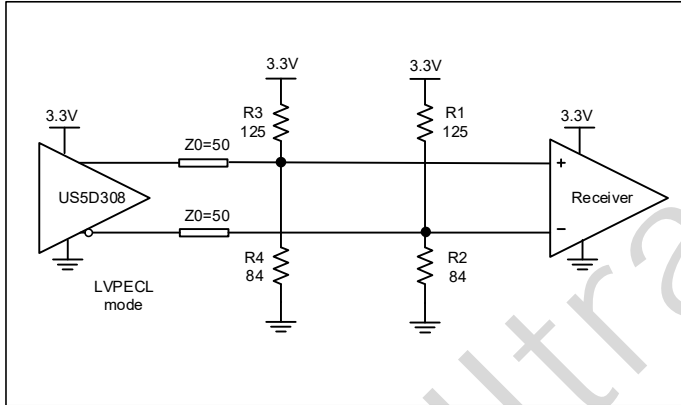 3.3V
3.3V
3.3V
3.3V
R3
125
R1
125
Z0=50
+
US5D308
Receiver
Z0=50
−
R4
84
R2
84
LVPECL
mode
Ultra